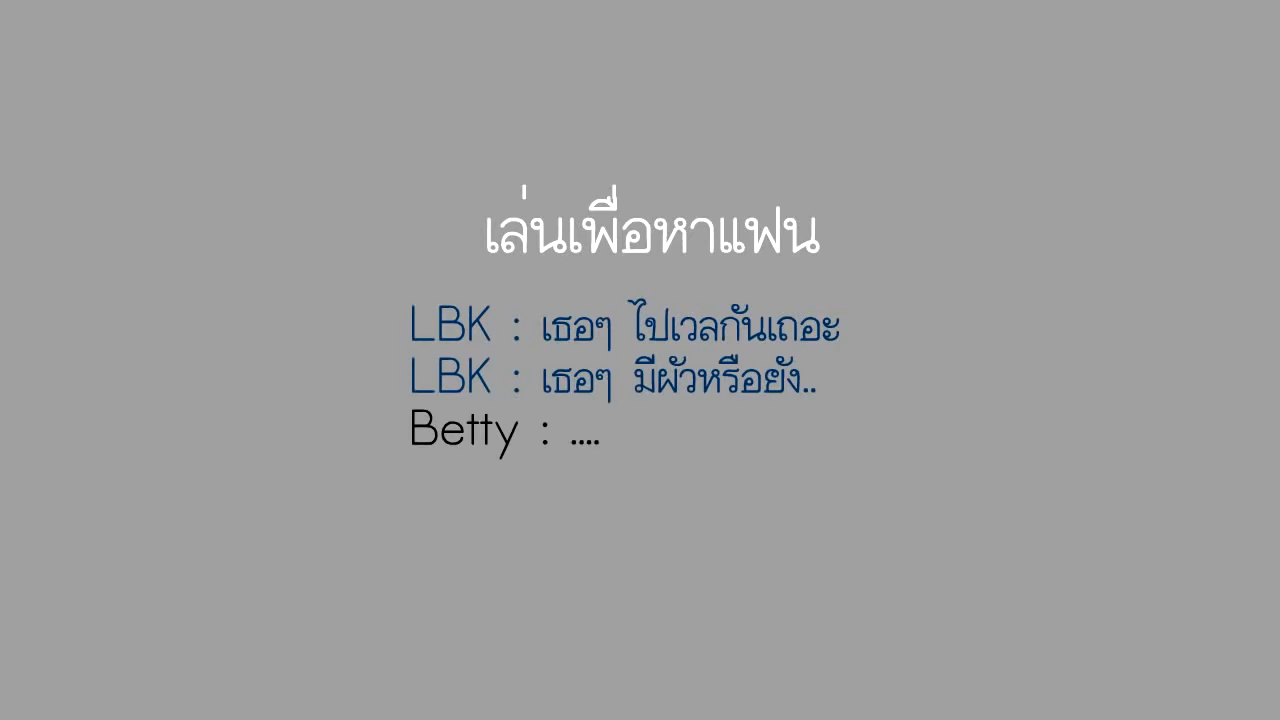 เล่นเพื่อหาแฟน
LBK : เธอๆ ไปเวลกันเถอะ
LBK : เธอๆ มีผัวหรือยัง..
Betty : ....